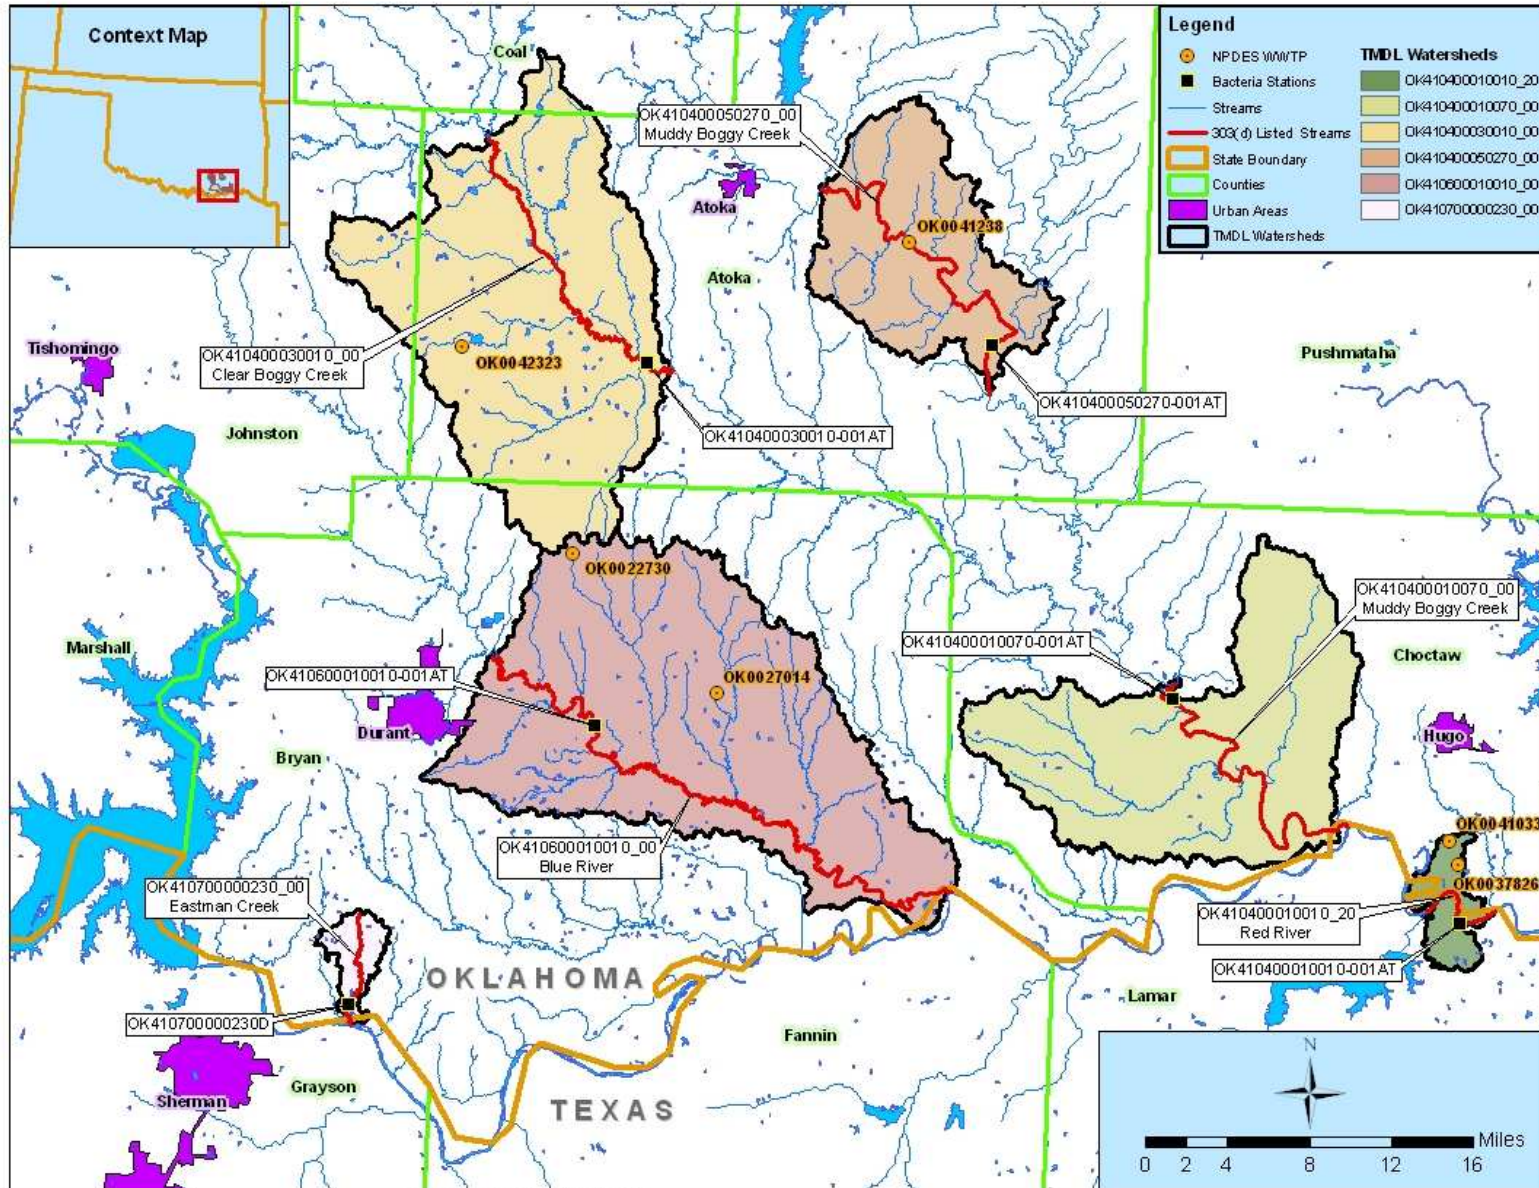 Context Map
Legend
NPDES WWTP
Bacteria Stations
Streams
303(d) Listed Streams
State Boundary
Counties
Urban Areas
TMDL Watersheds
TMDL Watersheds
OK410400010010_20
OK410400010070_00
OK410400030010_00
OK410400050270_00
OK410600010010_00
OK410700000230_00
Coal
OK410400050270_00
Muddy Boggy Creek
Atoka
OK0041238
Atoka
Tishomingo
OK410400030010_00
Clear Boggy Creek
OK0042323
Pushmataha
OK410400050270-001AT
Johnston
OK410400030010-001AT
OK0022730
OK410400010070_00
Muddy Boggy Creek
Marshall
OK410400010070-001AT
Choctaw
OK410600010010-001AT
OK0027014
Durant
Hugo
Bryan
OK410600010010_00
Blue River
OK0041033
OK410700000230_00
Eastman Creek
OK0037826
OK410400010010_20
Red River
OKLAHOMA
OK410400010010-001AT
Lamar
OK410700000230D
Fannin
Grayson
Sherman
TEXAS
N
Miles
0 2 4 8 12 16